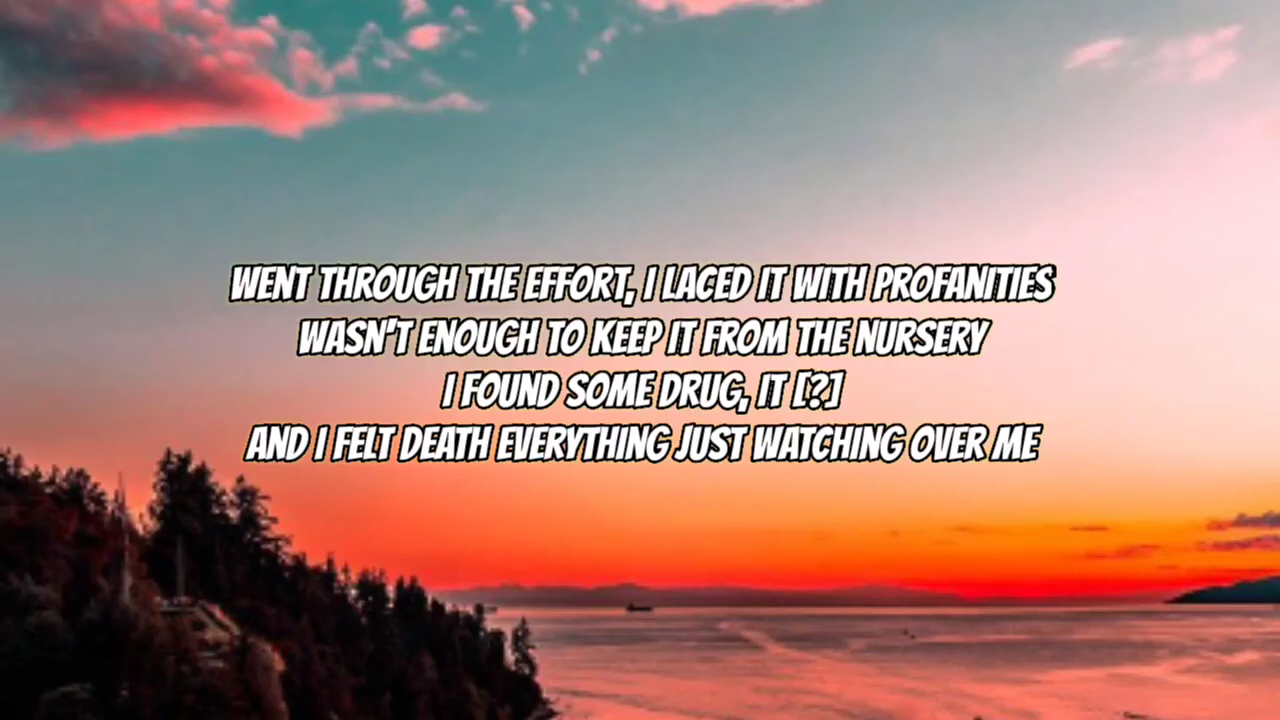 WENT THROUGH THE EFFORT, I LACED IT WITH PROFANITIES
WASN'T ENOUGH TO KEEP IT FROM THE NURSERY
I FOUND SOME DRUG, IT [?]
AND I FELT DEATH EVERYTHING JUST WATCHING OVER ME